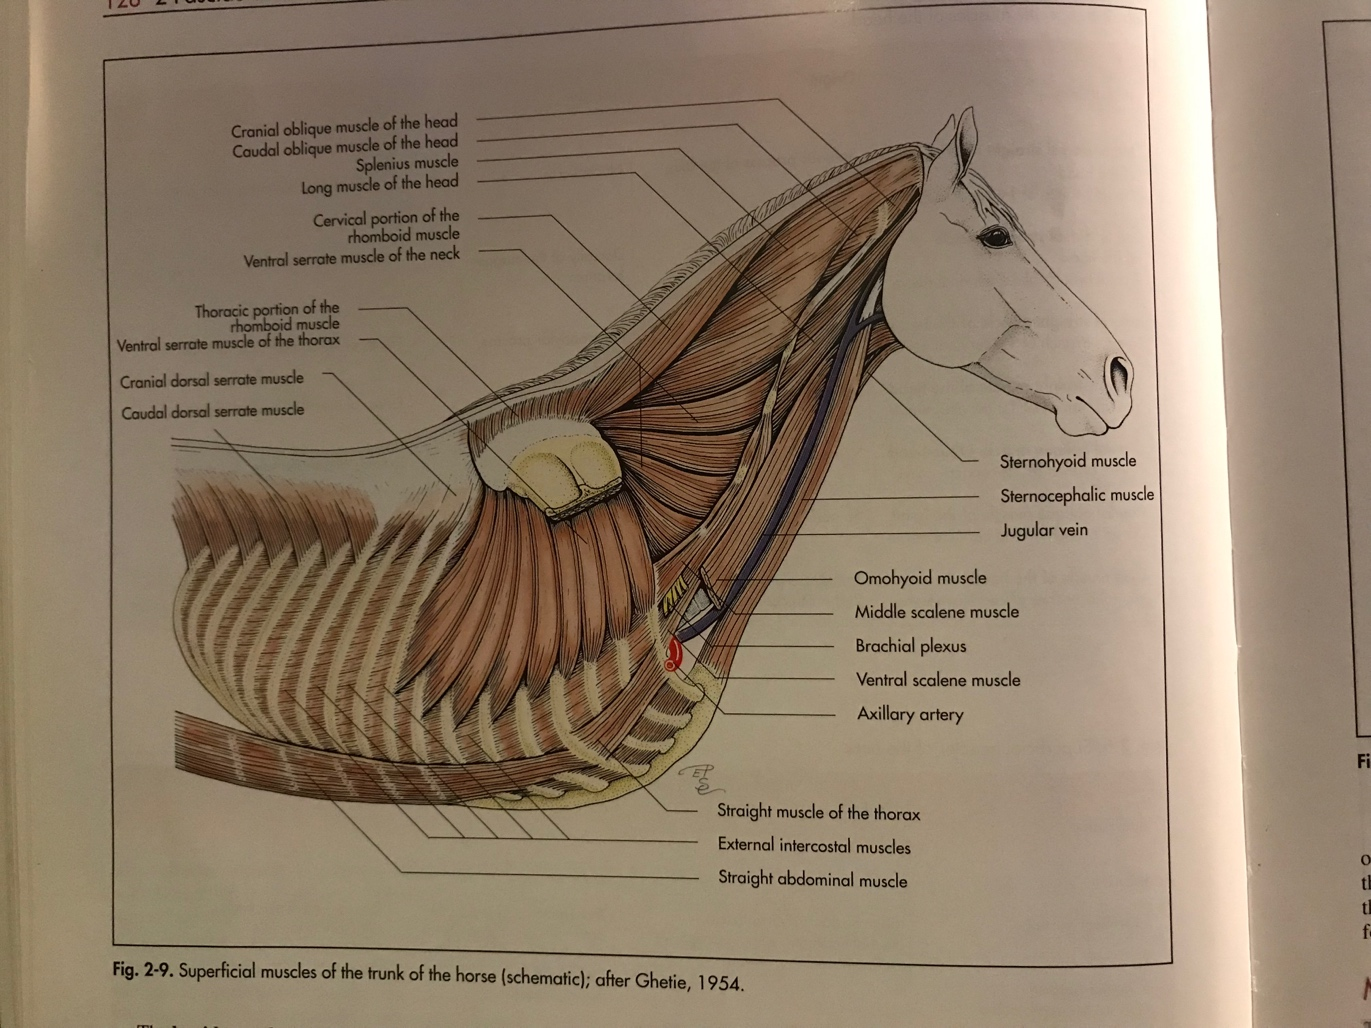 Cranial oblique muscle of the head
Caudal oblique muscle of the head
Splenius muscle
Long muscle of the head
Cervical portion of the
rhomboid muscle
Ventral serrate muscle of the neck
Thoracic portion of the
rhomboid muscle
Ventral serrate muscle of the thorax
Cranial dorsal serrate muscle
Caudal dorsal serrate muscle
Sternohyoid muscle
Sternocephalic muscle
Jugular vein
Omohyoid muscle
Middle scalene muscle
Brachial plexus
Ventral scalene muscle
Axillary artery
Straight muscle of the thorax
External intercostal muscles
Straight abdominal muscle
Fig. 2-9. Superficial muscles of the trunk of the horse (schematic); after Ghetie, 1954.